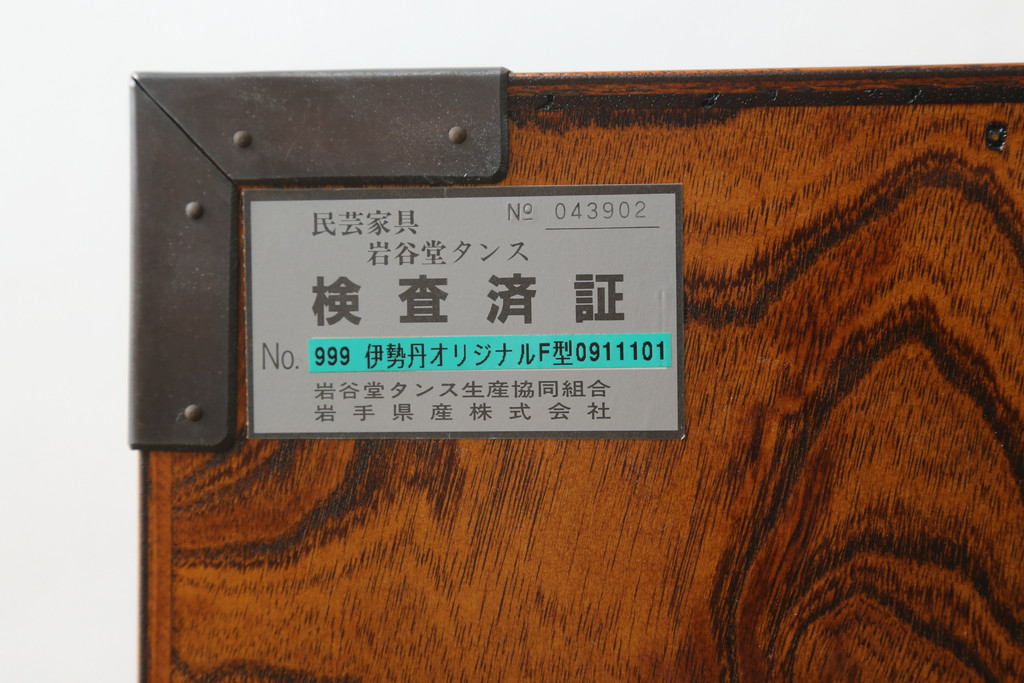 民芸家具 № 043902
岩谷堂タンス
検査済証
No. 999 伊勢丹オリジナルF型0911101
岩谷堂タンス生産協同組合
岩手県産株式会社